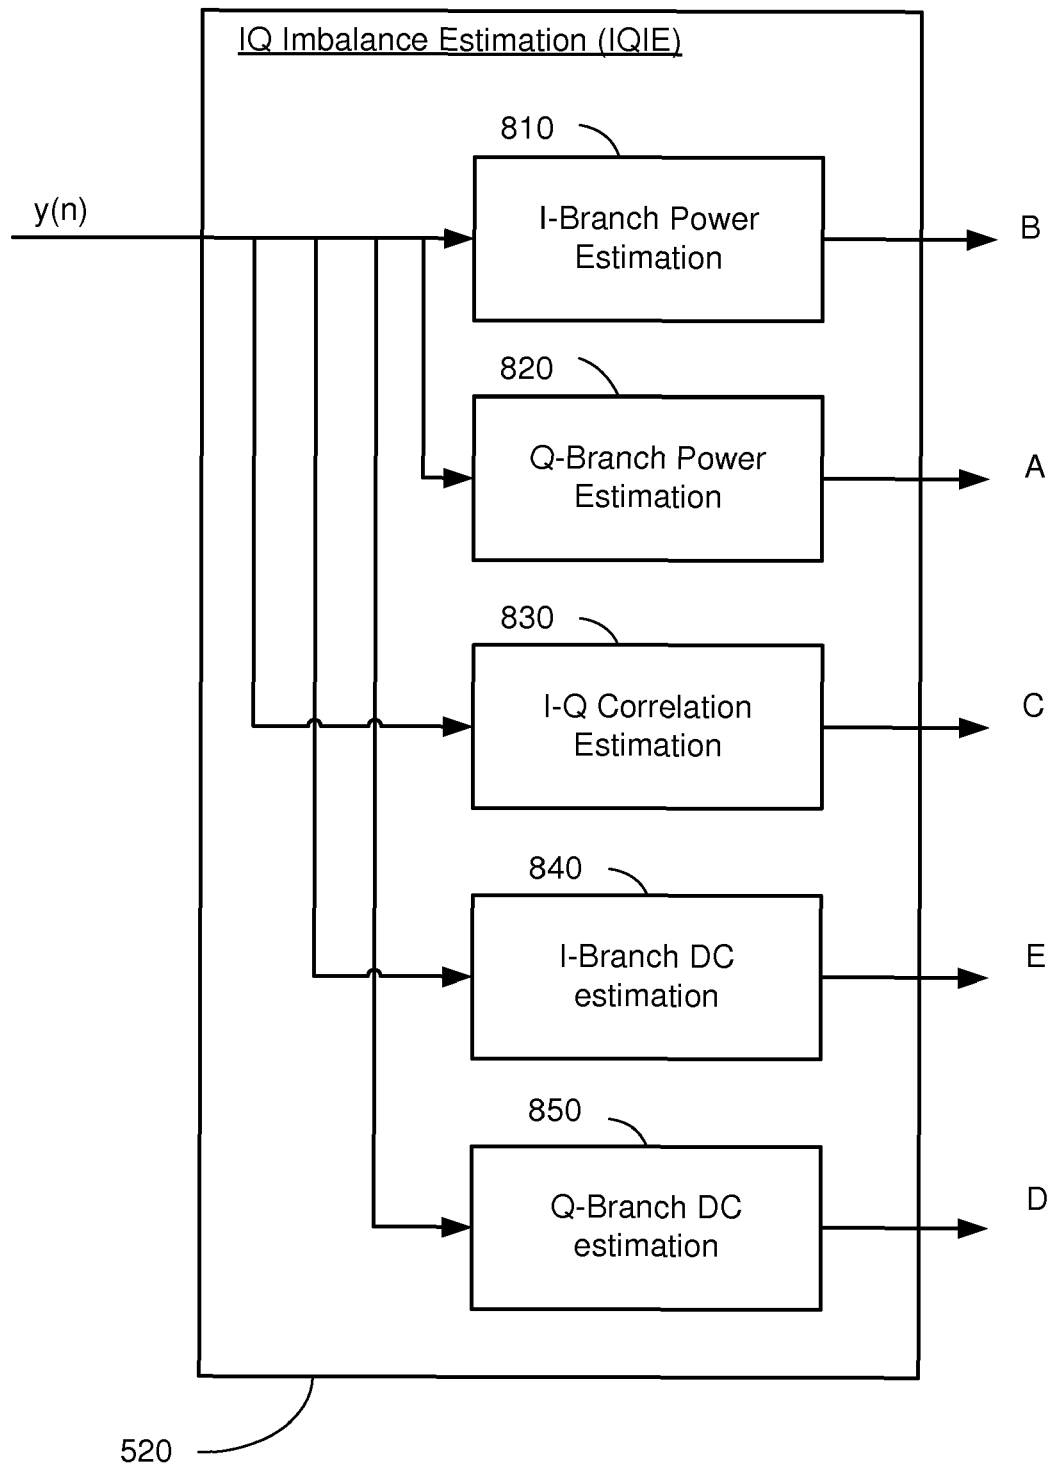 IQ Imbalance Estimation (IQIE)
810
y(n)
I-Branch Power
Estimation
B
820
Q-Branch Power
Estimation
A
830
I-Q Correlation
Estimation
C
840
I-Branch DC
estimation
E
850
Q-Branch DC
estimation
D
520